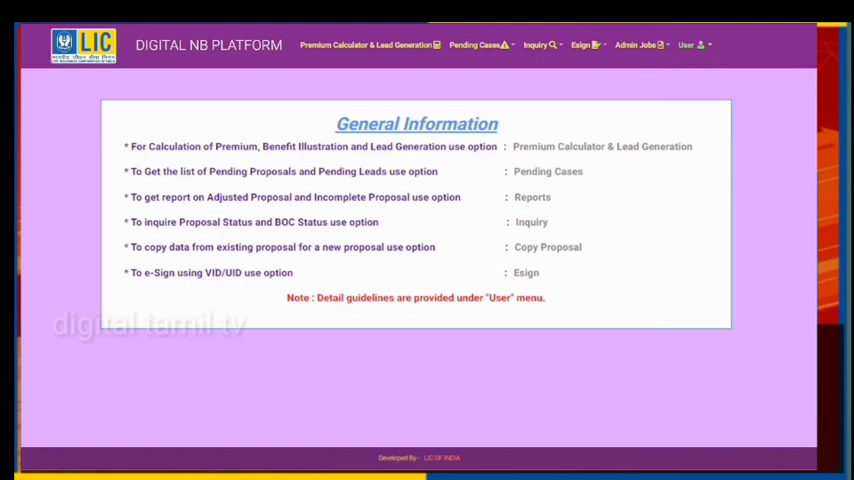 LIC
DIGITAL NB PLATFORM
Premium Calculator & Lead Generation
Pending Cases
Inquiry
Esign
Admin Jobs
User
General Information
* For Calculation of Premium, Benefit Illustration and Lead Generation use option : Premium Calculator & Lead Generation
* To Get the list of Pending Proposals and Pending Leads use option : Pending Cases
* To get report on Adjusted Proposal and Incomplete Proposal use option : Reports
* To inquire Proposal Status and BOC Status use option : Inquiry
* To copy data from existing proposal for a new proposal use option : Copy Proposal
* To e-Sign using VID/UID use option : Esign
Note : Detail guidelines are provided under "User" menu.
digital tamil tv
Developed By - LIC OF INDIA